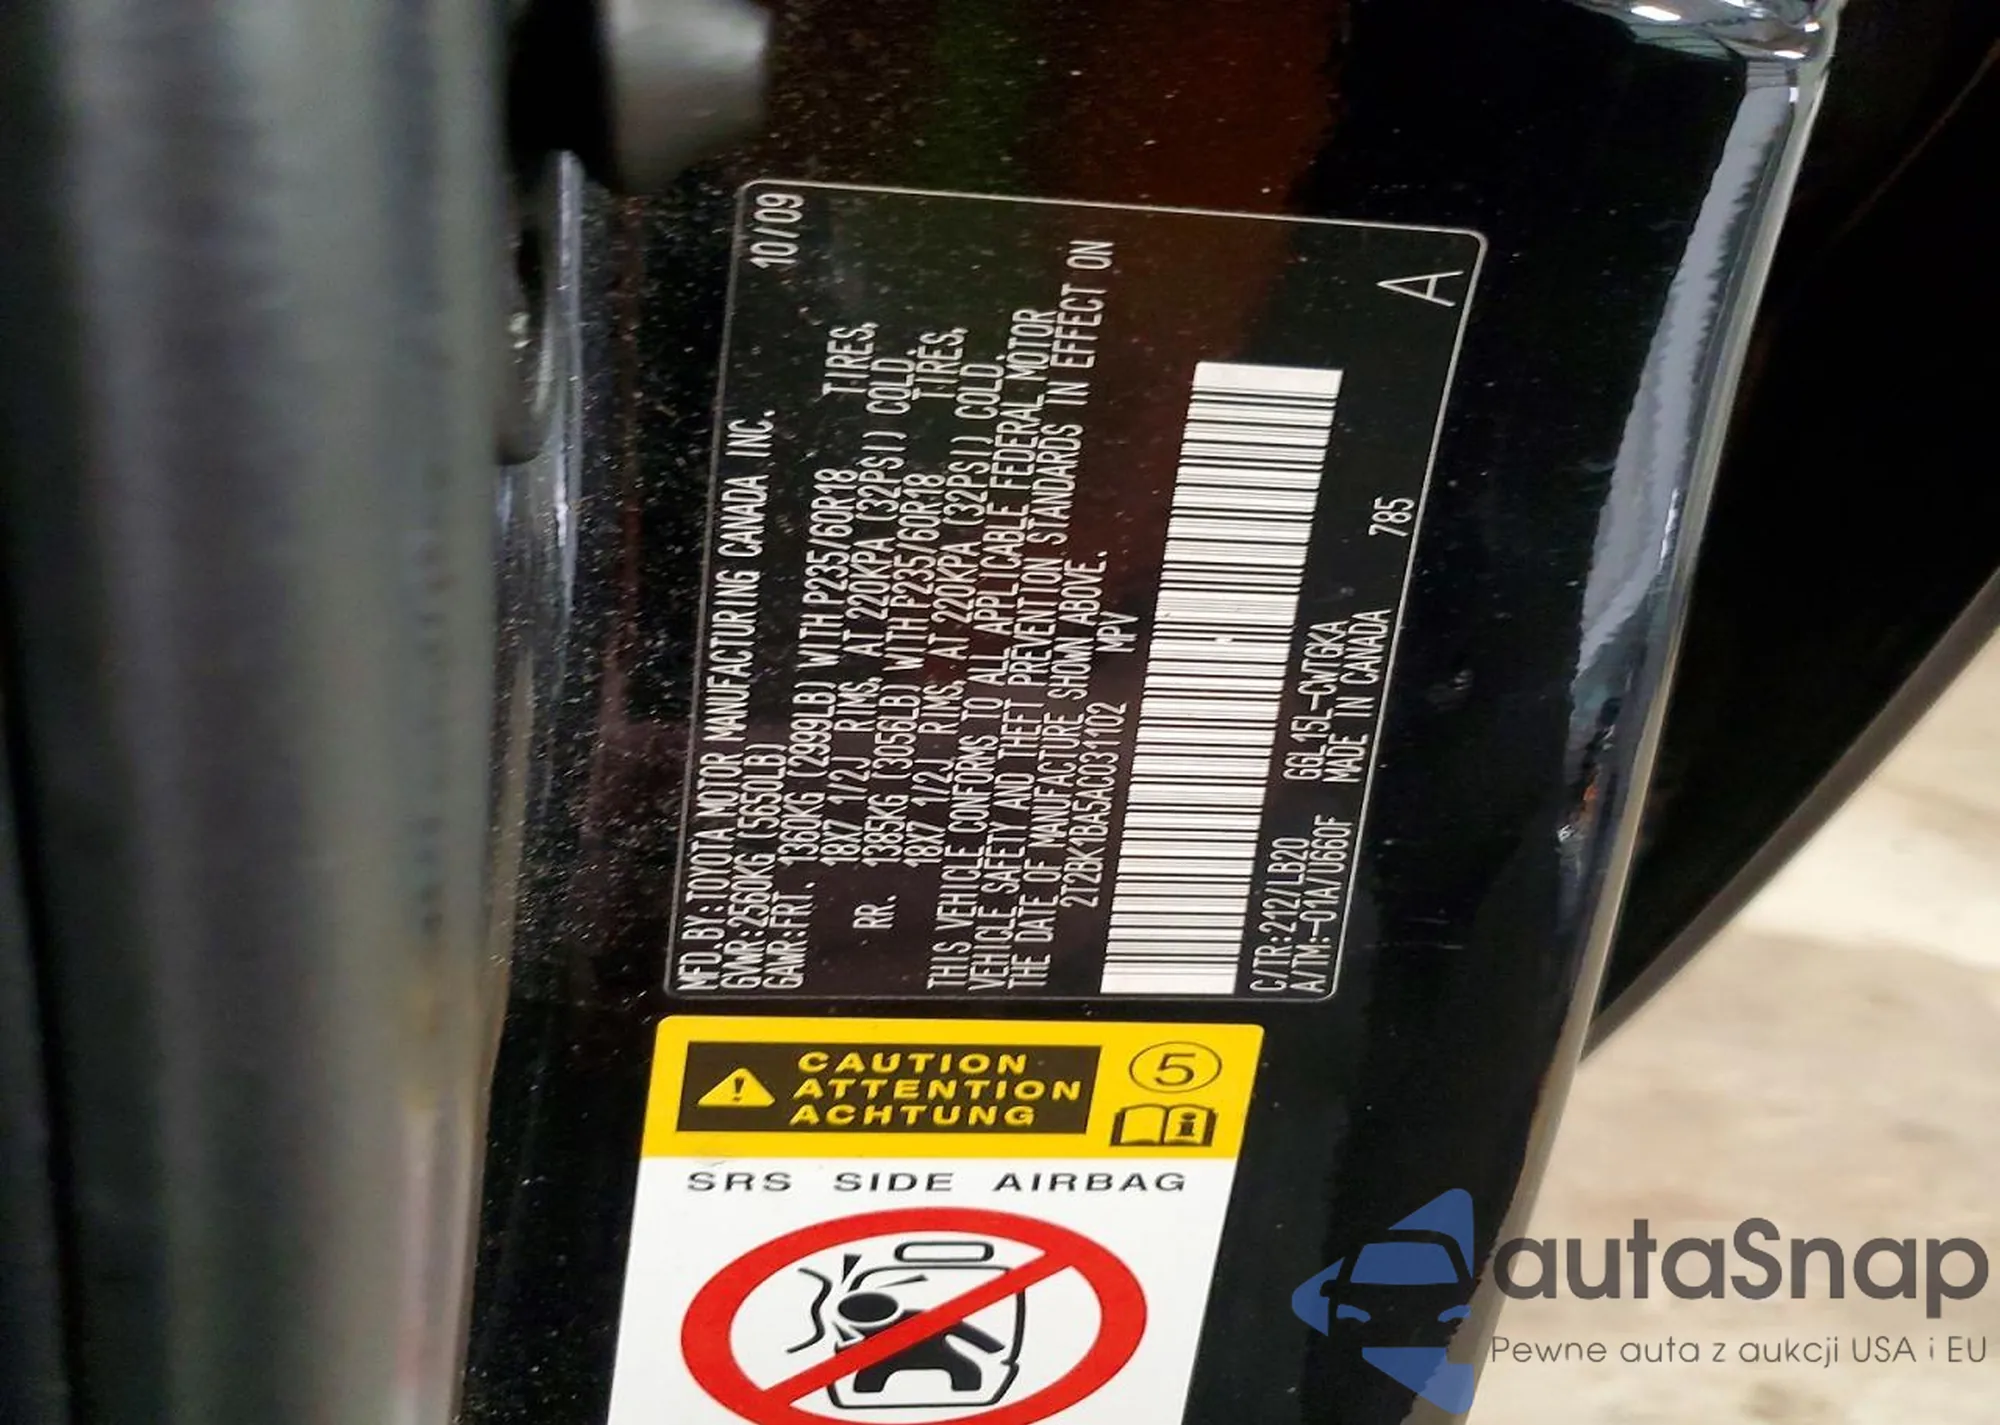 MFD.BY:TOYOTA MOTOR MANUFACTURING CANADA INC. 10/09
GVWR:2560KG (5650LB)
GAWR:FRT. 1360KG (2999LB) WITH P235/60R18 TIRES,
18X7 1/2J RIMS, AT 220KPA (32PSI) COLD.
RR. 1385KG (3056LB) WITH P235/60R18 TIRES,
18X7 1/2J RIMS, AT 220KPA (32PSI) COLD.
THIS VEHICLE CONFORMS TO ALL APPLICABLE FEDERAL MOTOR
VEHICLE SAFETY AND THEFT PREVENTION STANDARDS IN EFFECT ON
THE DATE OF MANUFACTURE SHOWN ABOVE.
2T2BK1BA5AC031102 MPV
C/TR:212/LB20 GGL15L-CWTGKA
A/TM:-01A/U660F MADE IN CANADA 785
A
CAUTION
ATTENTION
ACHTUNG
5
SRS SIDE AIRBAG
autaSnap
Pewne auta z aukcji USA i EU